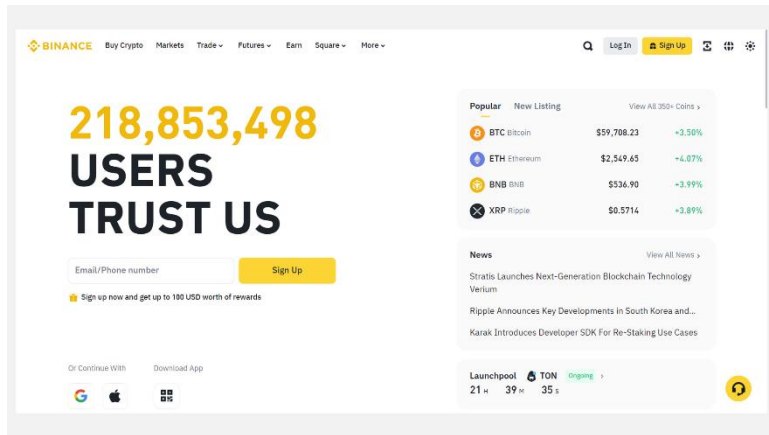 BINANCE Buy Crypto Markets Trade Futures Earn Square More Log In Sign Up
218,853,498
USERS
TRUST US
Email/Phone number Sign Up
Sign up now and get up to 100 USD worth of rewards
Or Continue With Download App
G
Popular New Listing View All 350+ Coins
BTC Bitcoin $59,708.23 +3.50%
ETH Ethereum $2,549.65 +4.07%
BNB BNB $536.90 +3.99%
XRP Ripple $0.5714 +3.89%
News View All News
Stratis Launches Next-Generation Blockchain Technology
Verium
Ripple Announces Key Developments in South Korea and...
Karak Introduces Developer SDK For Re-Staking Use Cases
Launchpool TON Ongoing
21 H 39 M 35 S